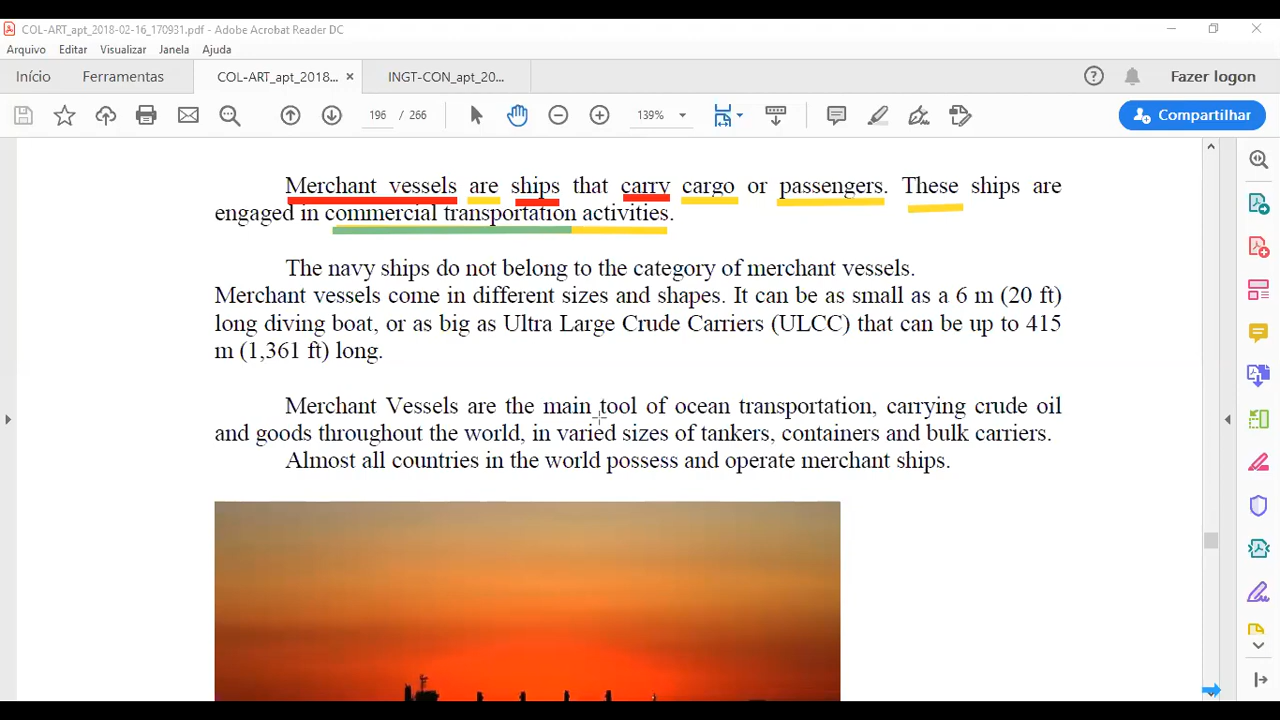 COL-ART_apt_2018-02-16_170931.pdf - Adobe Acrobat Reader DC
Arquivo Editar Visualizar Janela Ajuda
Início Ferramentas COL-ART_apt_2018... × INGT-CON_apt_20... Fazer logon
196 / 266 139% Compartilhar
Merchant vessels are ships that carry cargo or passengers. These ships are
engaged in commercial transportation activities.
The navy ships do not belong to the category of merchant vessels.
Merchant vessels come in different sizes and shapes. It can be as small as a 6 m (20 ft)
long diving boat, or as big as Ultra Large Crude Carriers (ULCC) that can be up to 415
m (1,361 ft) long.
Merchant Vessels are the main tool of ocean transportation, carrying crude oil
and goods throughout the world, in varied sizes of tankers, containers and bulk carriers.
Almost all countries in the world possess and operate merchant ships.